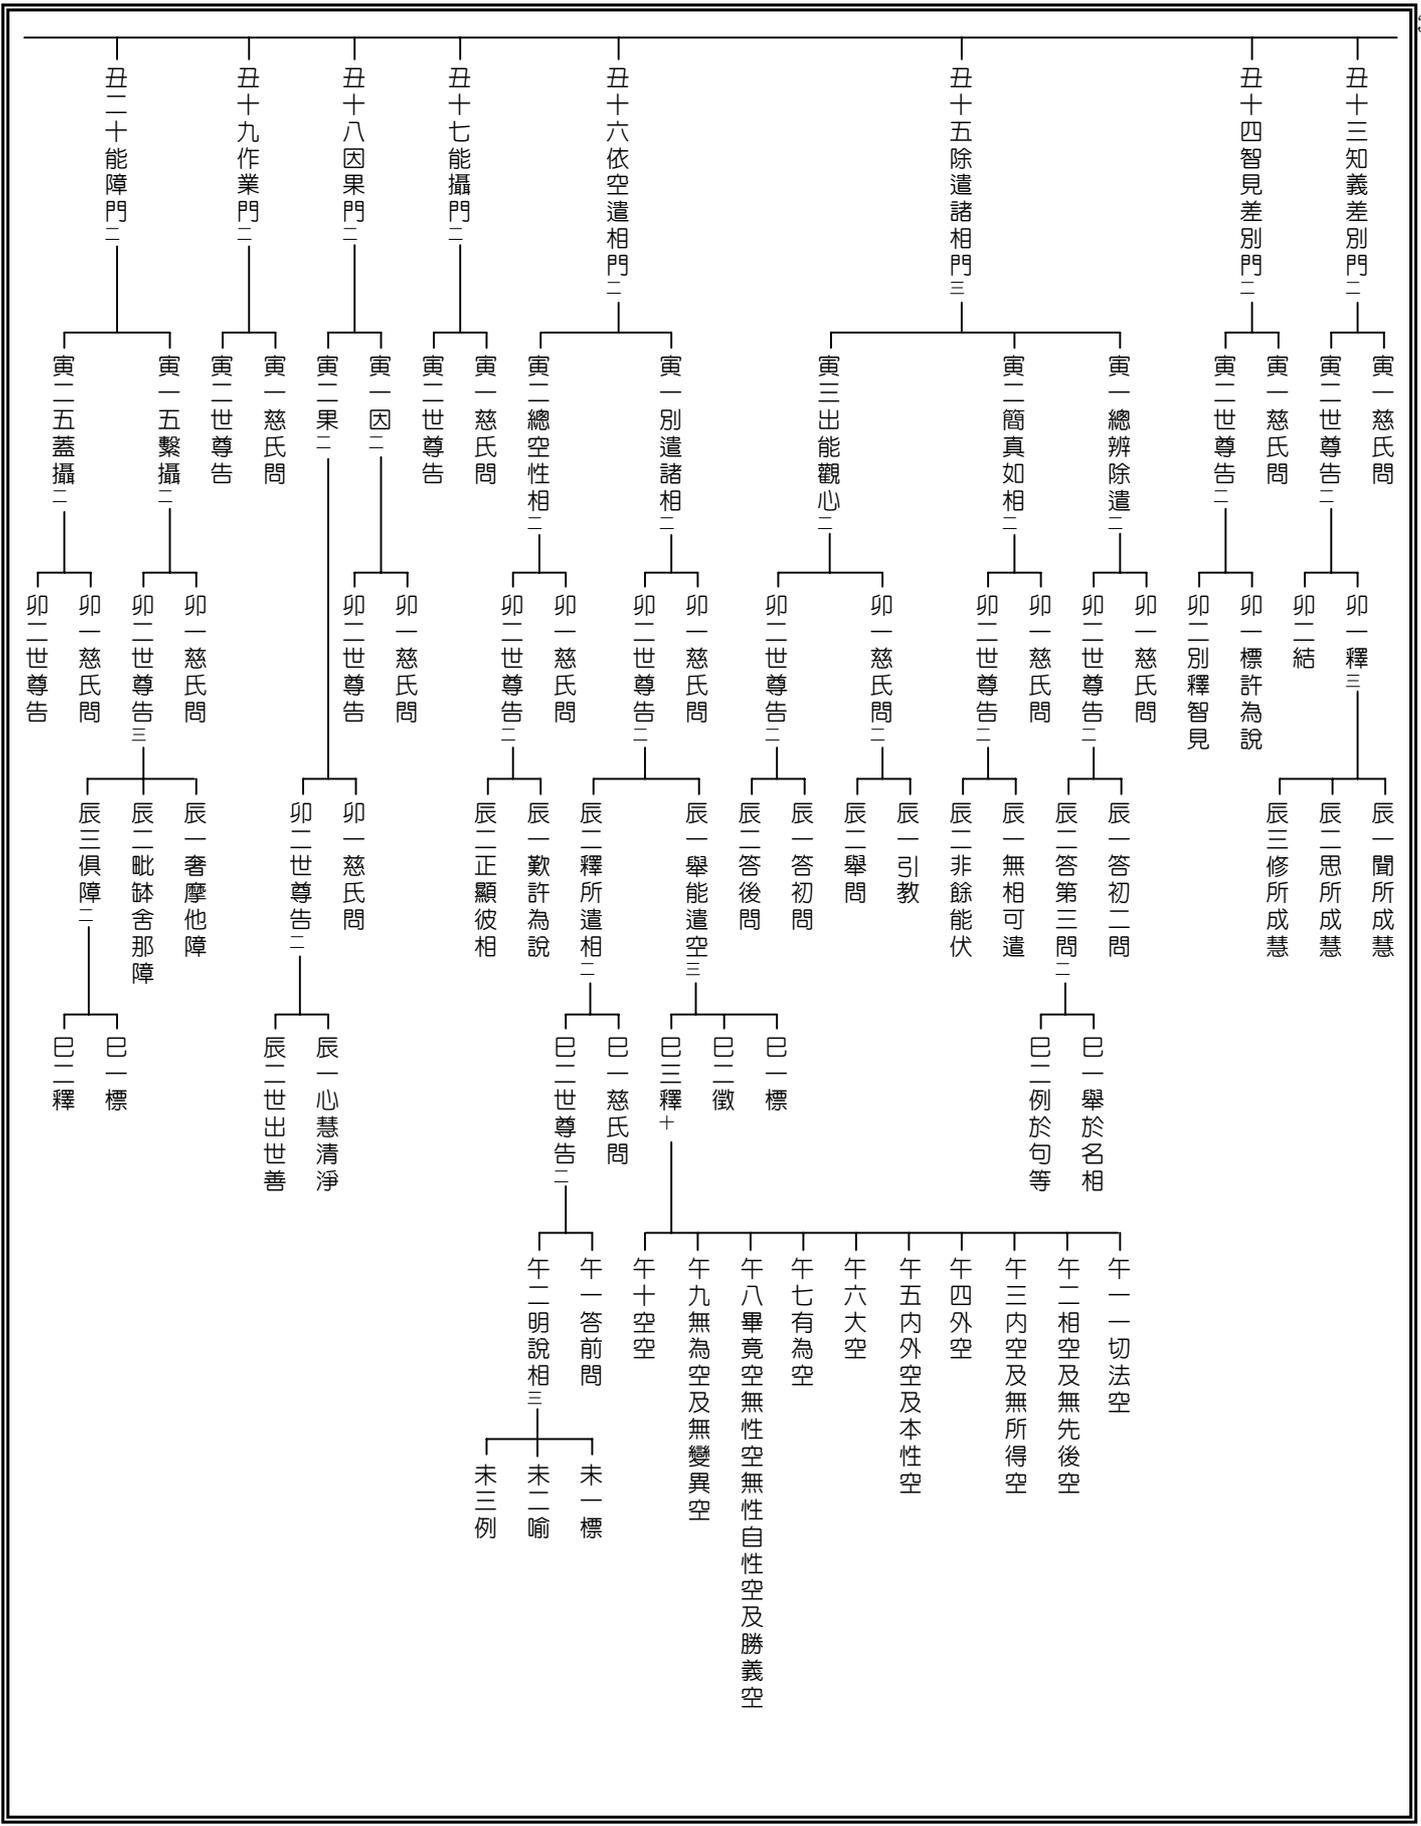 丑十三知義差別門二
寅一慈氏問
寅二世尊告二
卯一釋三
辰一聞所成慧
辰二思所成慧
辰三修所成慧
卯二結
丑十四智見差別門二
寅一慈氏問
寅二世尊告二
卯一標許為說
卯二別釋智見
丑十五除遣諸相門三
寅一總辨除遣二
卯一慈氏問
卯二世尊告二
辰一答初二問
辰二答第三問二
巳一舉於名相
巳二例於句等
寅二簡真如相二
卯一慈氏問
卯二世尊告二
辰一無相可遣
辰二非餘能伏
寅三出能觀心二
卯一慈氏問二
辰一引教
辰二舉問
卯二世尊告二
辰一答初問
辰二答後問
丑十六依空遣相門二
寅一別遣諸相二
卯一慈氏問
卯二世尊告二
辰一舉能遣空三
巳一標
巳二徵
巳三釋十
午一一切法空
午二相空及無先後空
午三內空及無所得空
午四外空
午五內外空及本性空
午六大空
午七有為空
午八畢竟空無性空無性自性空及勝義空
午九無為空及無變異空
午十空空
辰二釋所遣相二
巳一慈氏問
巳二世尊告二
午一答前問
午二明說相三
未一標
未二喻
未三例
寅二總空性相二
卯一慈氏問
卯二世尊告二
辰一歎許為說
辰二正顯彼相
丑十七能攝門二
寅一慈氏問
寅二世尊告
丑十八因果門二
寅一因二
卯一慈氏問
卯二世尊告
寅二果二
卯一慈氏問
卯二世尊告二
辰一心慧清淨
辰二世出世善
丑十九作業門二
寅一慈氏問
寅二世尊告
丑二十能障門二
寅一五繫攝二
卯一慈氏問
卯二世尊告三
辰一奢摩他障
辰二毗缽舍那障
辰三俱障二
巳一標
巳二釋
寅二五蓋攝二
卯一慈氏問
卯二世尊告